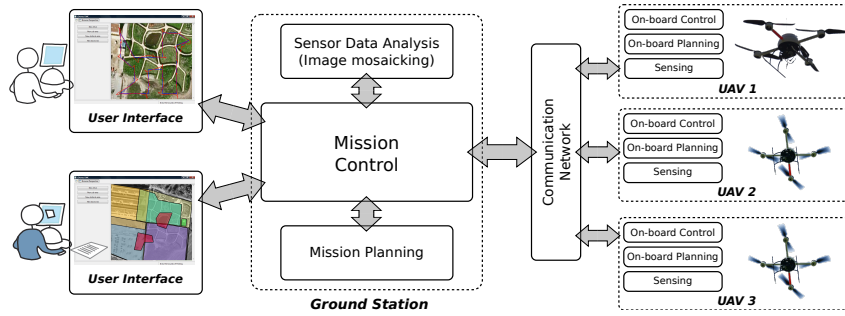 User Interface
User Interface
Sensor Data Analysis
(Image mosaicking)
Mission
Control
Mission Planning
Ground Station
Communication
Network
On-board Control
On-board Planning
Sensing
UAV 1
On-board Control
On-board Planning
Sensing
UAV 2
On-board Control
On-board Planning
Sensing
UAV 3